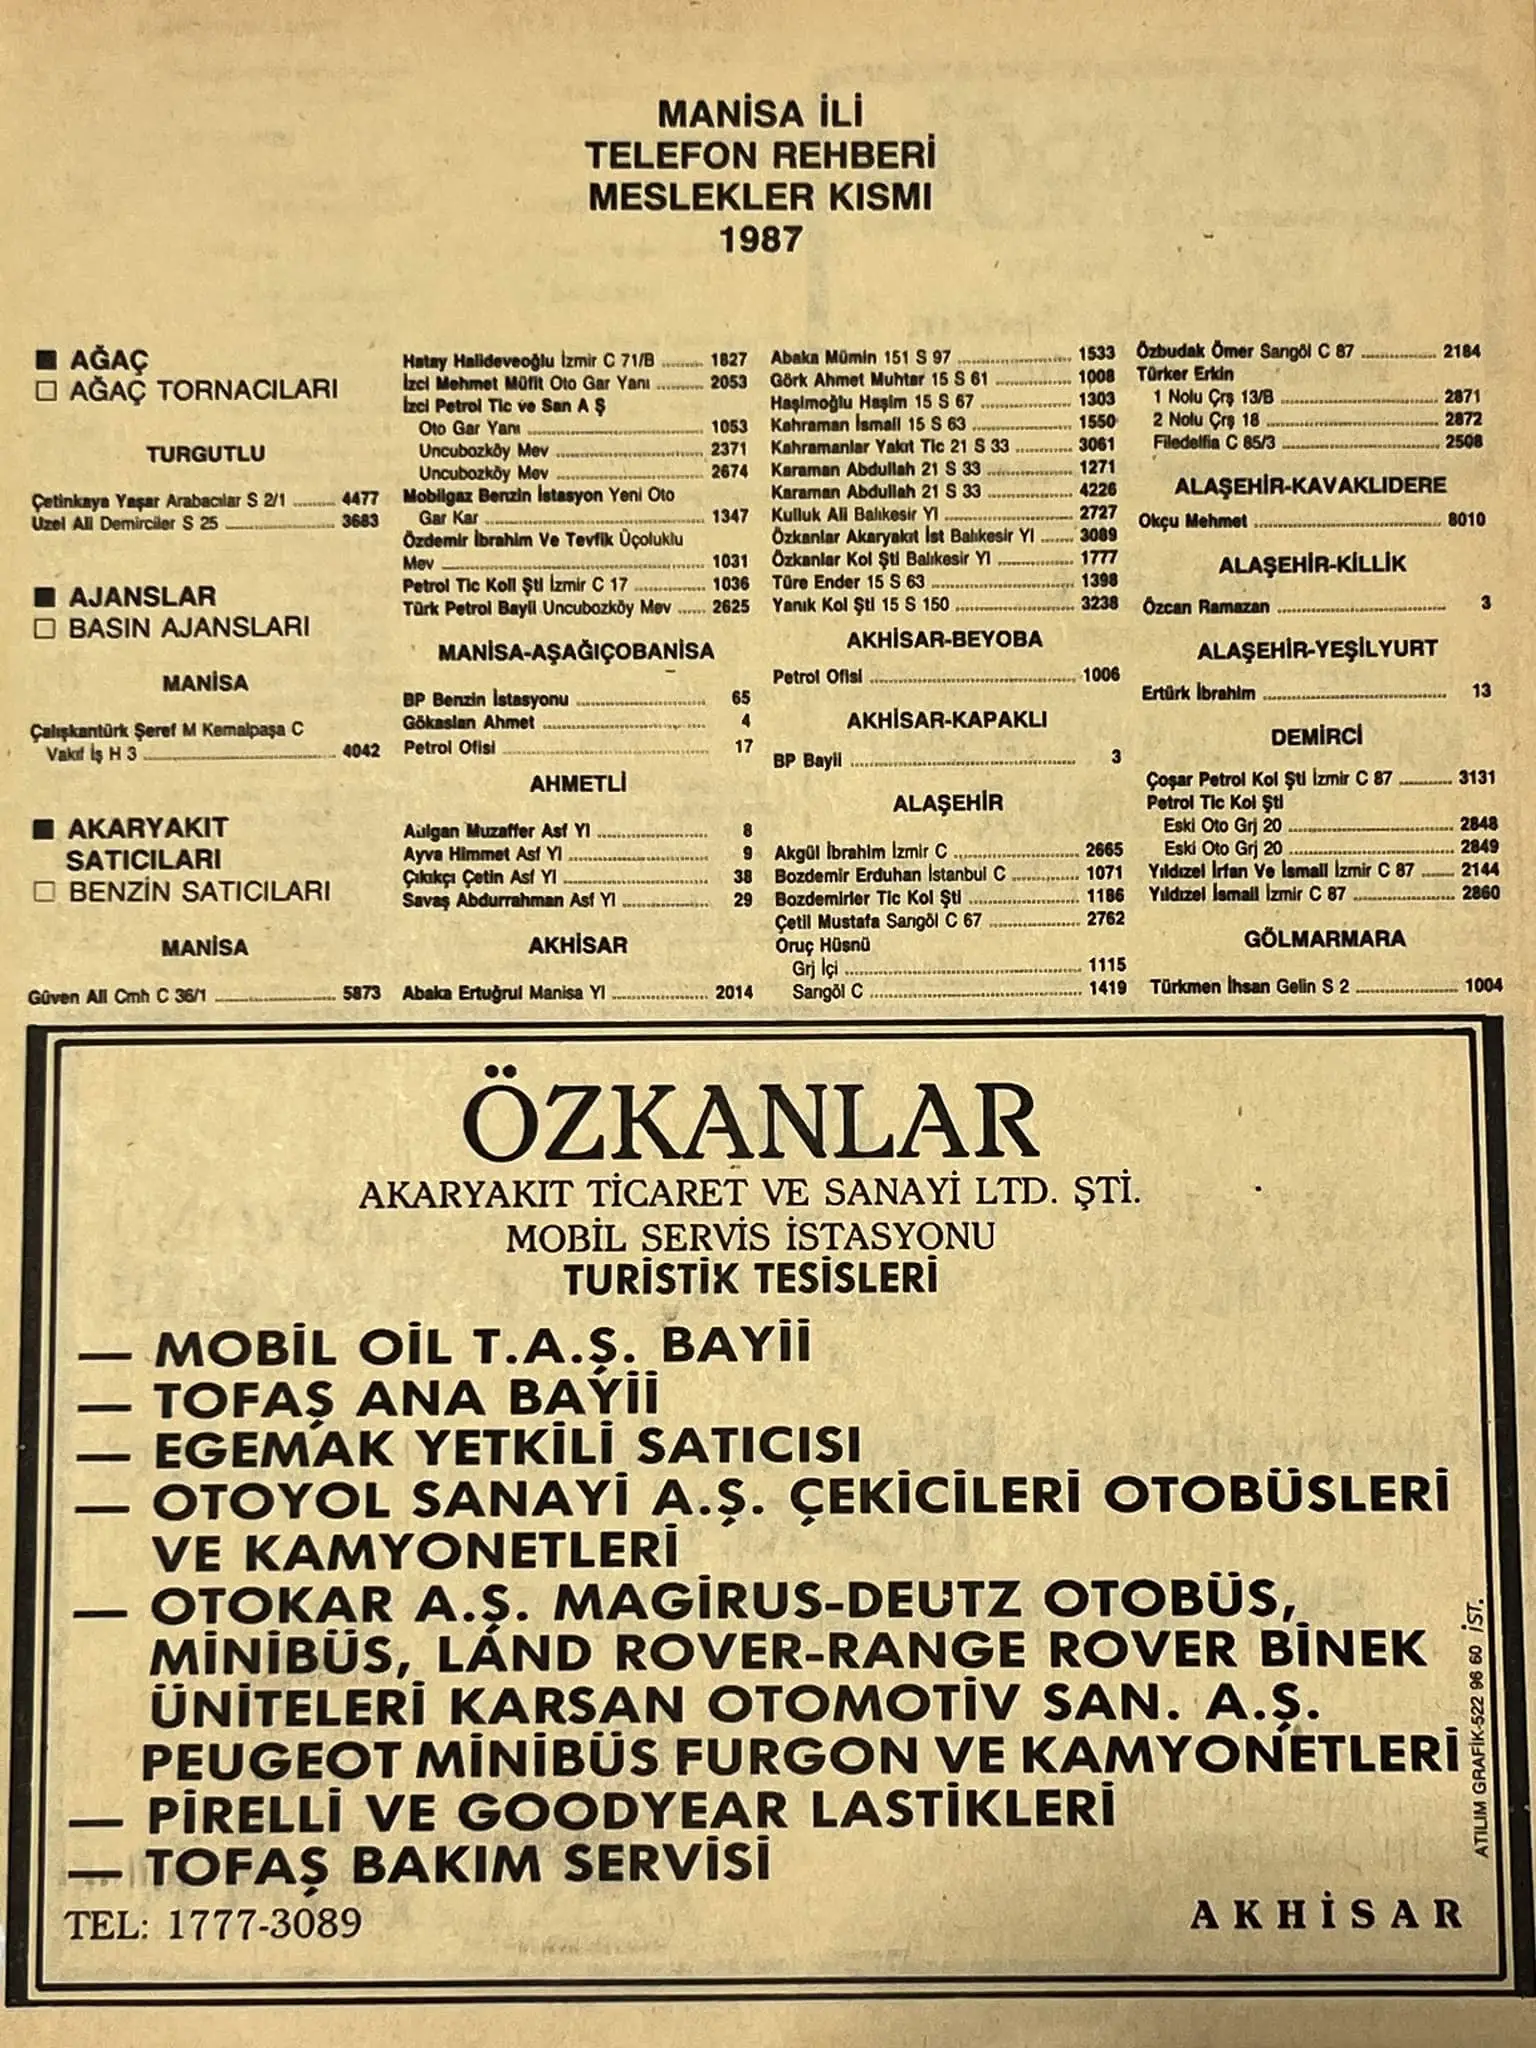 MANİSA İLİ
TELEFON REHBERİ
MESLEKLER KISMI
1987
■ AĞAÇ
□ AĞAÇ TORNACILARI
TURGUTLU
Çetinkaya Yaşar Arabacılar S 2/1 ........ 4477
Uzel Ali Demirciler S 25 ........ 3683
■ AJANSLAR
□ BASIN AJANSLARI
MANİSA
Çalışkantürk Şeref M Kemalpaşa C
Vakıf İş H 3 ........ 4042
■ AKARYAKIT
SATICILARI
□ BENZİN SATICILARI
MANİSA
Güven Ali Cmh C 36/1 ........ 5873
Hatay Halideveoğlu İzmir C 71/B ........ 1827
İzci Mehmet Müfit Oto Gar Yanı ........ 2053
İzci Petrol Tic ve San A Ş
Oto Gar Yanı ........ 1053
Uncubozköy Mev ........ 2371
Uncubozköy Mev ........ 2674
Mobilgaz Benzin İstasyon Yeni Oto
Gar Kar ........ 1347
Özdemir İbrahim Ve Tevfik Üçoluklu
Mev ........ 1031
Petrol Tic Koll Şti İzmir C 17 ........ 1036
Türk Petrol Bayii Uncubozköy Mev ...... 2625
MANİSA-AŞAĞIÇOBANİSA
BP Benzin İstasyonu ........ 65
Gökaslan Ahmet ........ 4
Petrol Ofisi ........ 17
AHMETLİ
Aulgan Muzaffer Asf Yl ........ 8
Ayva Himmet Asf Yl ........ 9
Çıkıkçı Çetin Asf Yl ........ 38
Savaş Abdurrahman Asf Yl ........ 29
AKHİSAR
Abaka Ertuğrul Manisa Yl ........ 2014
Abaka Mümin 151 S 97 ........ 1533
Görk Ahmet Muhtar 15 S 61 ........ 1008
Haşimoğlu Haşim 15 S 67 ........ 1303
Kahraman İsmail 15 S 63 ........ 1550
Kahramanlar Yakıt Tic 21 S 33 ........ 3061
Karaman Abdullah 21 S 33 ........ 1271
Karaman Abdullah 21 S 33 ........ 4226
Kulluk Ali Balıkesir Yl ........ 2727
Özkanlar Akaryakıt İst Balıkesir Yl ....... 3089
Özkanlar Kol Şti Balıkesir Yl ........ 1777
Türe Ender 15 S 63 ........ 1398
Yanık Kol Şti 15 S 150 ........ 3238
AKHİSAR-BEYOBA
Petrol Ofisi ........ 1006
AKHİSAR-KAPAKLI
BP Bayii ........ 3
ALAŞEHİR
Akgül İbrahim İzmir C ........ 2665
Bozdemir Erduhan İstanbul C ........ 1071
Bozdemirler Tic Kol Şti ........ 1186
Çetil Mustafa Sarıgöl C 67 ........ 2762
Oruç Hüsnü
Grj İçi ........ 1115
Sarıgöl C ........ 1419
Özbudak Ömer Sarıgöl C 87 ........ 2184
Türker Erkin
1 Nolu Çrş 13/B ........ 2871
2 Nolu Çrş 18 ........ 2872
Filedelfia C 85/3 ........ 2508
ALAŞEHİR-KAVAKLIDERE
Okçu Mehmet ........ 8010
ALAŞEHİR-KİLLİK
Özcan Ramazan ........ 3
ALAŞEHİR-YEŞİLYURT
Ertürk İbrahim ........ 13
DEMİRCİ
Çoşar Petrol Kol Şti İzmir C 87 ........ 3131
Petrol Tic Kol Şti
Eski Oto Grj 20 ........ 2848
Eski Oto Grj 20 ........ 2849
Yıldızel İrfan Ve İsmail İzmir C 87 ....... 2144
Yıldızel İsmail İzmir C 87 ........ 2860
GÖLMARMARA
Türkmen İhsan Gelin S 2 ........ 1004
ÖZKANLAR
AKARYAKIT TİCARET VE SANAYİ LTD. ŞTİ.
MOBİL SERVİS İSTASYONU
TURİSTİK TESİSLERİ
— MOBİL OİL T.A.Ş. BAYİİ
— TOFAŞ ANA BAYİİ
— EGEMAK YETKİLİ SATICISI
— OTOYOL SANAYİ A.Ş. ÇEKİCİLERİ OTOBÜSLERİ
VE KAMYONETLERİ
— OTOKAR A.Ş. MAGİRUS-DEUTZ OTOBÜS,
MİNİBÜS, LAND ROVER-RANGE ROVER BİNEK
ÜNİTELERİ KARSAN OTOMOTİV SAN. A.Ş.
PEUGEOT MİNİBÜS FURGON VE KAMYONETLERİ
— PİRELLİ VE GOODYEAR LASTİKLERİ
— TOFAŞ BAKIM SERVİSİ
TEL: 1777-3089
AKHİSAR
ATILIM GRAFİK-522 96 60 İST.